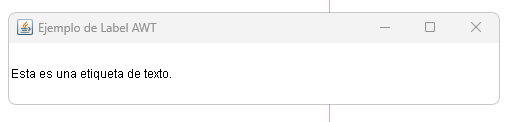 Ejemplo de Label AWT
Esta es una etiqueta de texto.